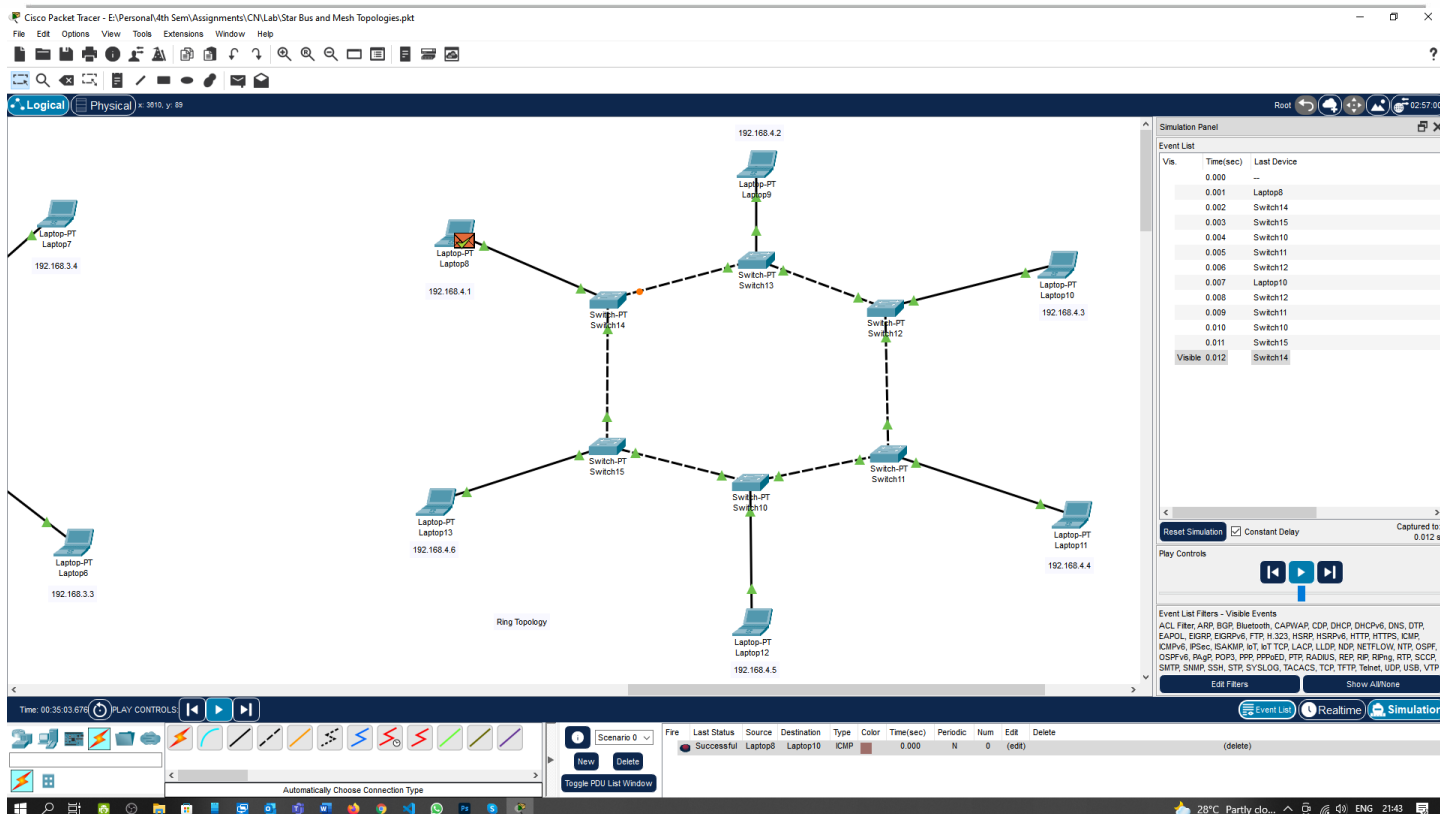 Cisco Packet Tracer - E:\Personal\4th Sem\Assignments\CN\Lab\Star Bus and Mesh Topologies.pkt
File Edit Options View Tools Extensions Window Help
?
Logical Physical x: 3610, y: 89 Root 02:57:00
Simulation Panel
Event List
Vis. Time(sec) Last Device
0.000 --
0.001 Laptop8
0.002 Switch14
0.003 Switch15
0.004 Switch10
0.005 Switch11
0.006 Switch12
0.007 Laptop10
0.008 Switch12
0.009 Switch11
0.010 Switch10
0.011 Switch15
Visible 0.012 Switch14
Reset Simulation Constant Delay Captured to:
0.012 s
Play Controls
Event List Filters - Visible Events
ACL Filter, ARP, BGP, Bluetooth, CAPWAP, CDP, DHCP, DHCPv6, DNS, DTP,
EAPOL, EIGRP, EIGRPv6, FTP, H.323, HSRP, HSRPv6, HTTP, HTTPS, ICMP,
ICMPv6, IPSec, ISAKMP, IoT, IoT TCP, LACP, LLDP, NDP, NETFLOW, NTP, OSPF,
OSPFv6, PAgP, POP3, PPP, PPPoED, PTP, RADIUS, REP, RIP, RIPng, RTP, SCCP,
SMTP, SNMP, SSH, STP, SYSLOG, TACACS, TCP, TFTP, Telnet, UDP, USB, VTP
Edit Filters Show All/None
192.168.4.2
Laptop-PT
Laptop9
Laptop-PT
Laptop7
192.168.3.4
Laptop-PT
Laptop8
192.168.4.1
Switch-PT
Switch13
Laptop-PT
Laptop10
192.168.4.3
Switch-PT
Switch14
Switch-PT
Switch12
Switch-PT
Switch15
Switch-PT
Switch11
Switch-PT
Switch10
Laptop-PT
Laptop13
192.168.4.6
Laptop-PT
Laptop11
192.168.4.4
Laptop-PT
Laptop6
192.168.3.3
Ring Topology
Laptop-PT
Laptop12
192.168.4.5
Time: 00:35:03.676 PLAY CONTROLS: Event List Realtime Simulation
Scenario 0
New Delete
Toggle PDU List Window
Fire Last Status Source Destination Type Color Time(sec) Periodic Num Edit Delete
Successful Laptop8 Laptop10 ICMP 0.000 N 0 (edit) (delete)
Automatically Choose Connection Type
28°C Partly clo... ENG 21:43